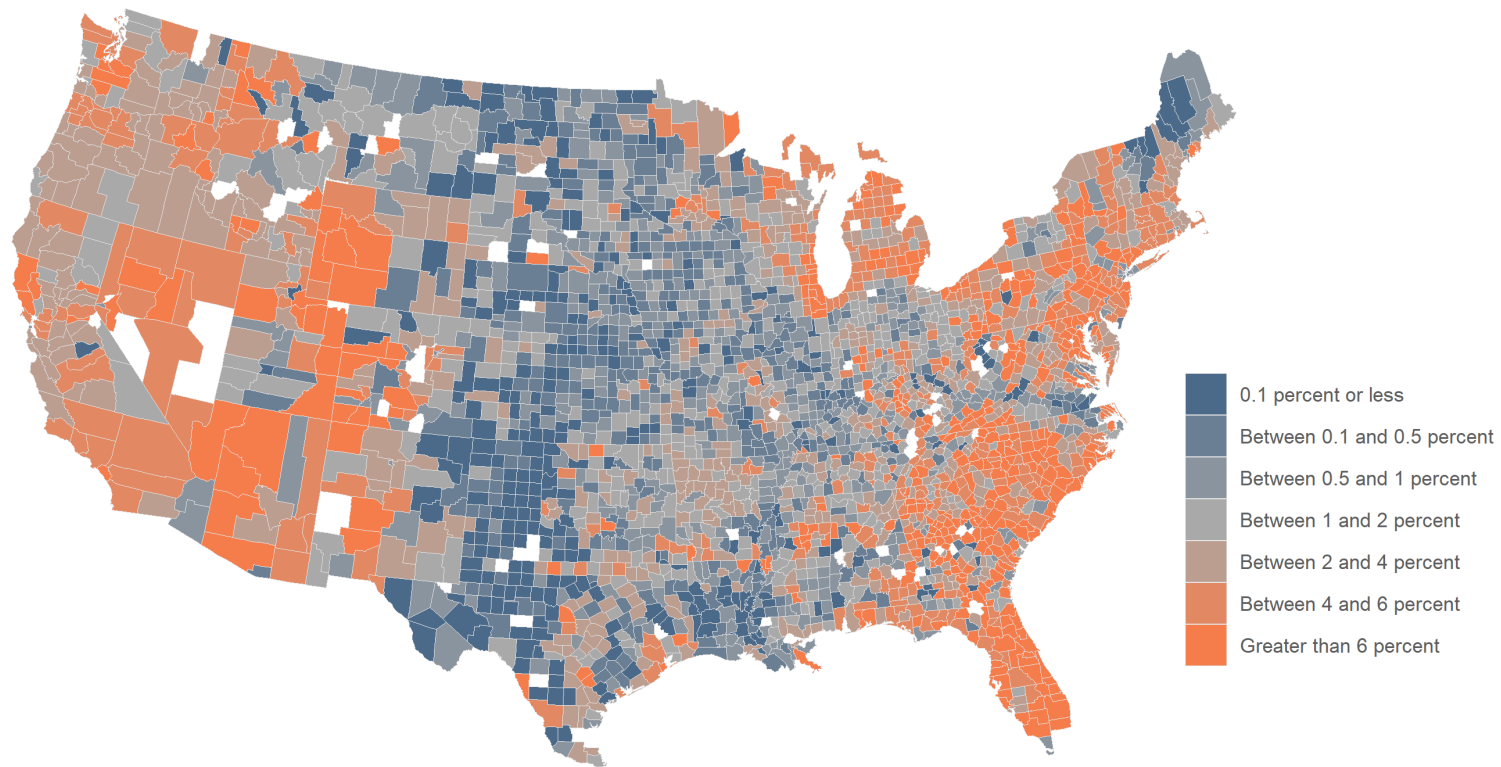 0.1 percent or less
Between 0.1 and 0.5 percent
Between 0.5 and 1 percent
Between 1 and 2 percent
Between 2 and 4 percent
Between 4 and 6 percent
Greater than 6 percent